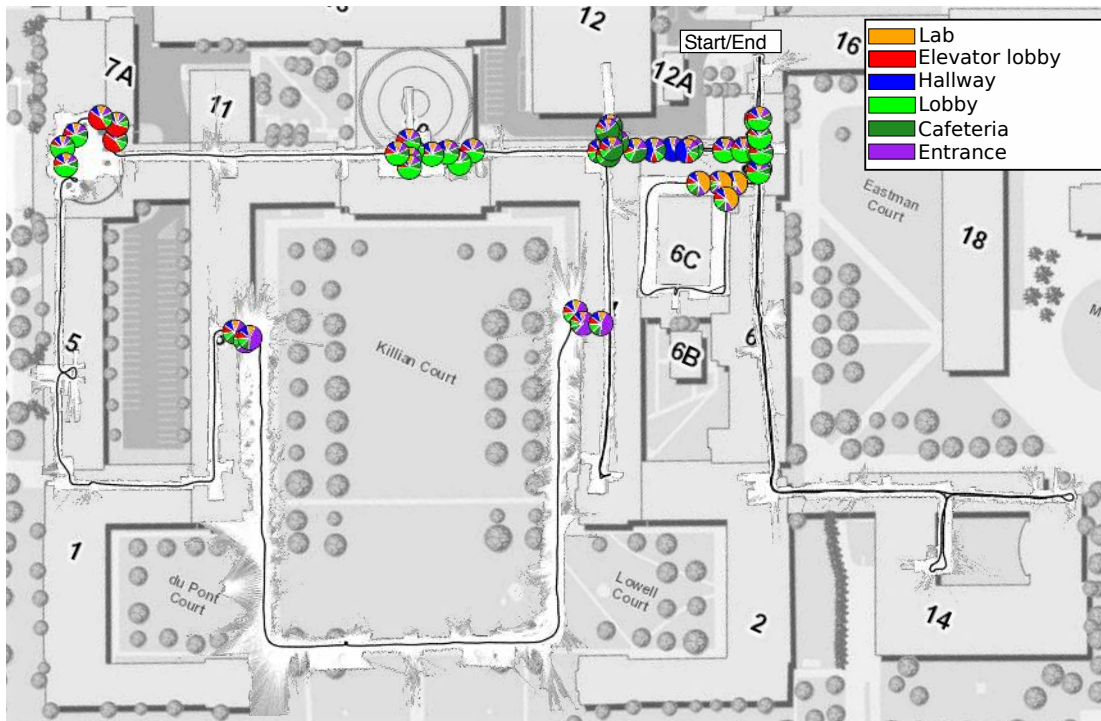 12
16
Start/End
7A
12A
11
Lab
Elevator lobby
Hallway
Lobby
Cafeteria
Entrance
Eastman
Court
18
6C
5
Killian Court
6B
6
1
du Pont
Court
Lowell
Court
2
14